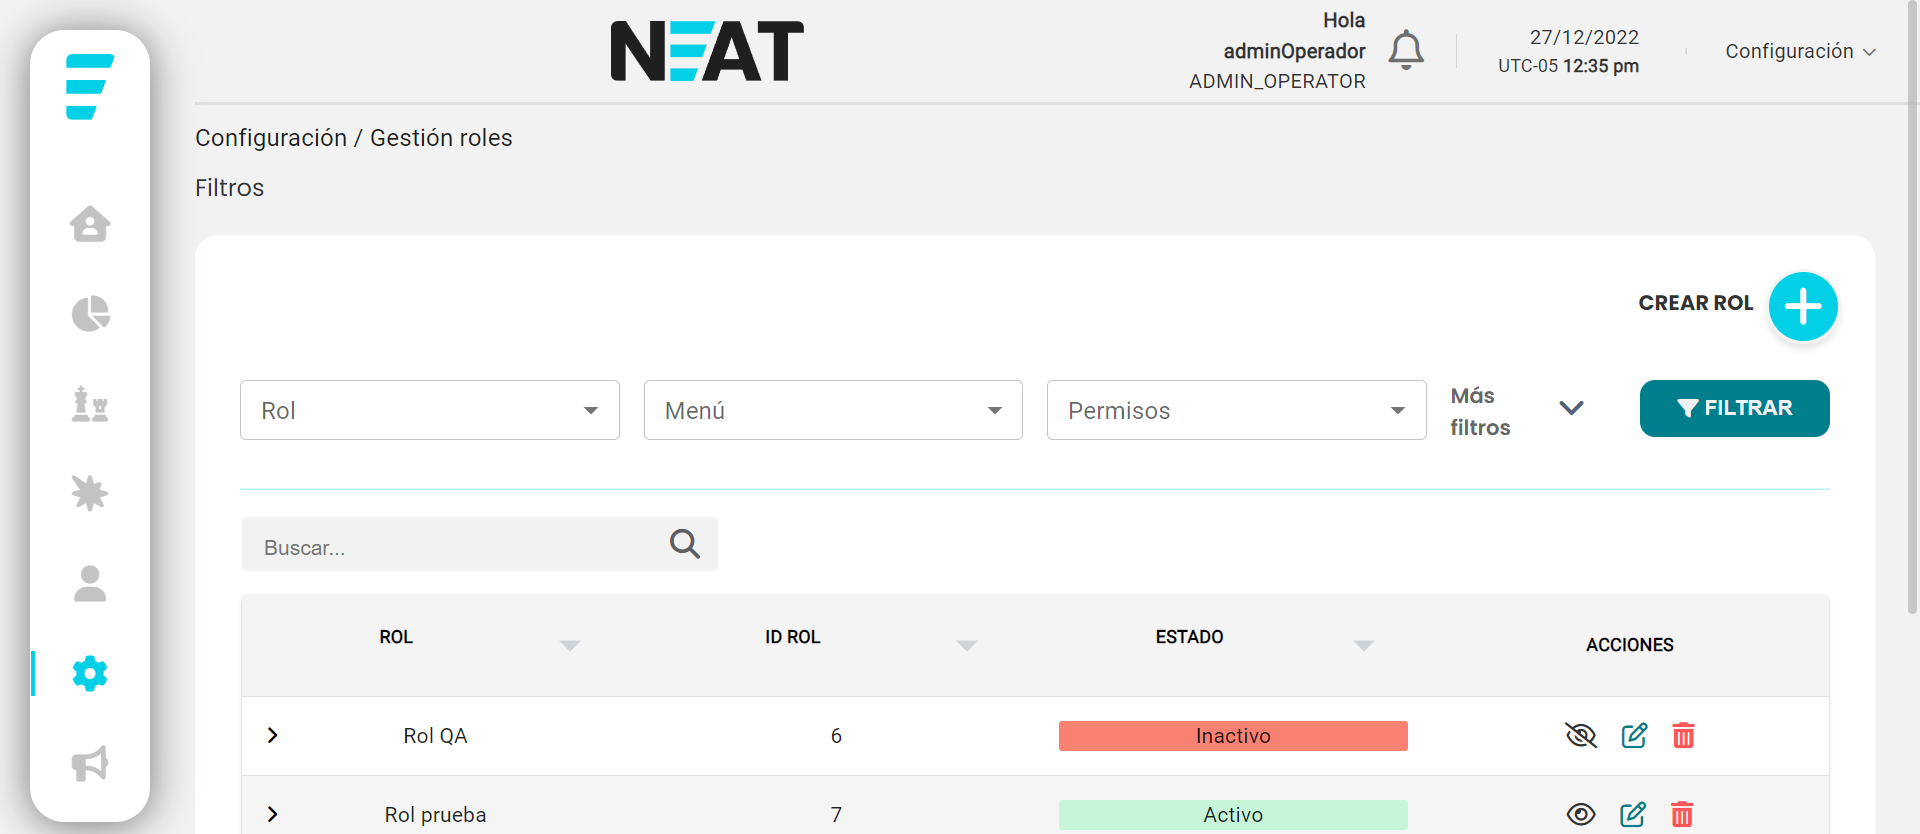 NEAT
Hola
adminOperador
ADMIN_OPERATOR
27/12/2022
UTC-05 12:35 pm
Configuración
Configuración / Gestión roles
Filtros
CREAR ROL
Rol
Menú
Permisos
Más
filtros
FILTRAR
Buscar...
ROL
ID ROL
ESTADO
ACCIONES
Rol QA
6
Inactivo
Rol prueba
7
Activo